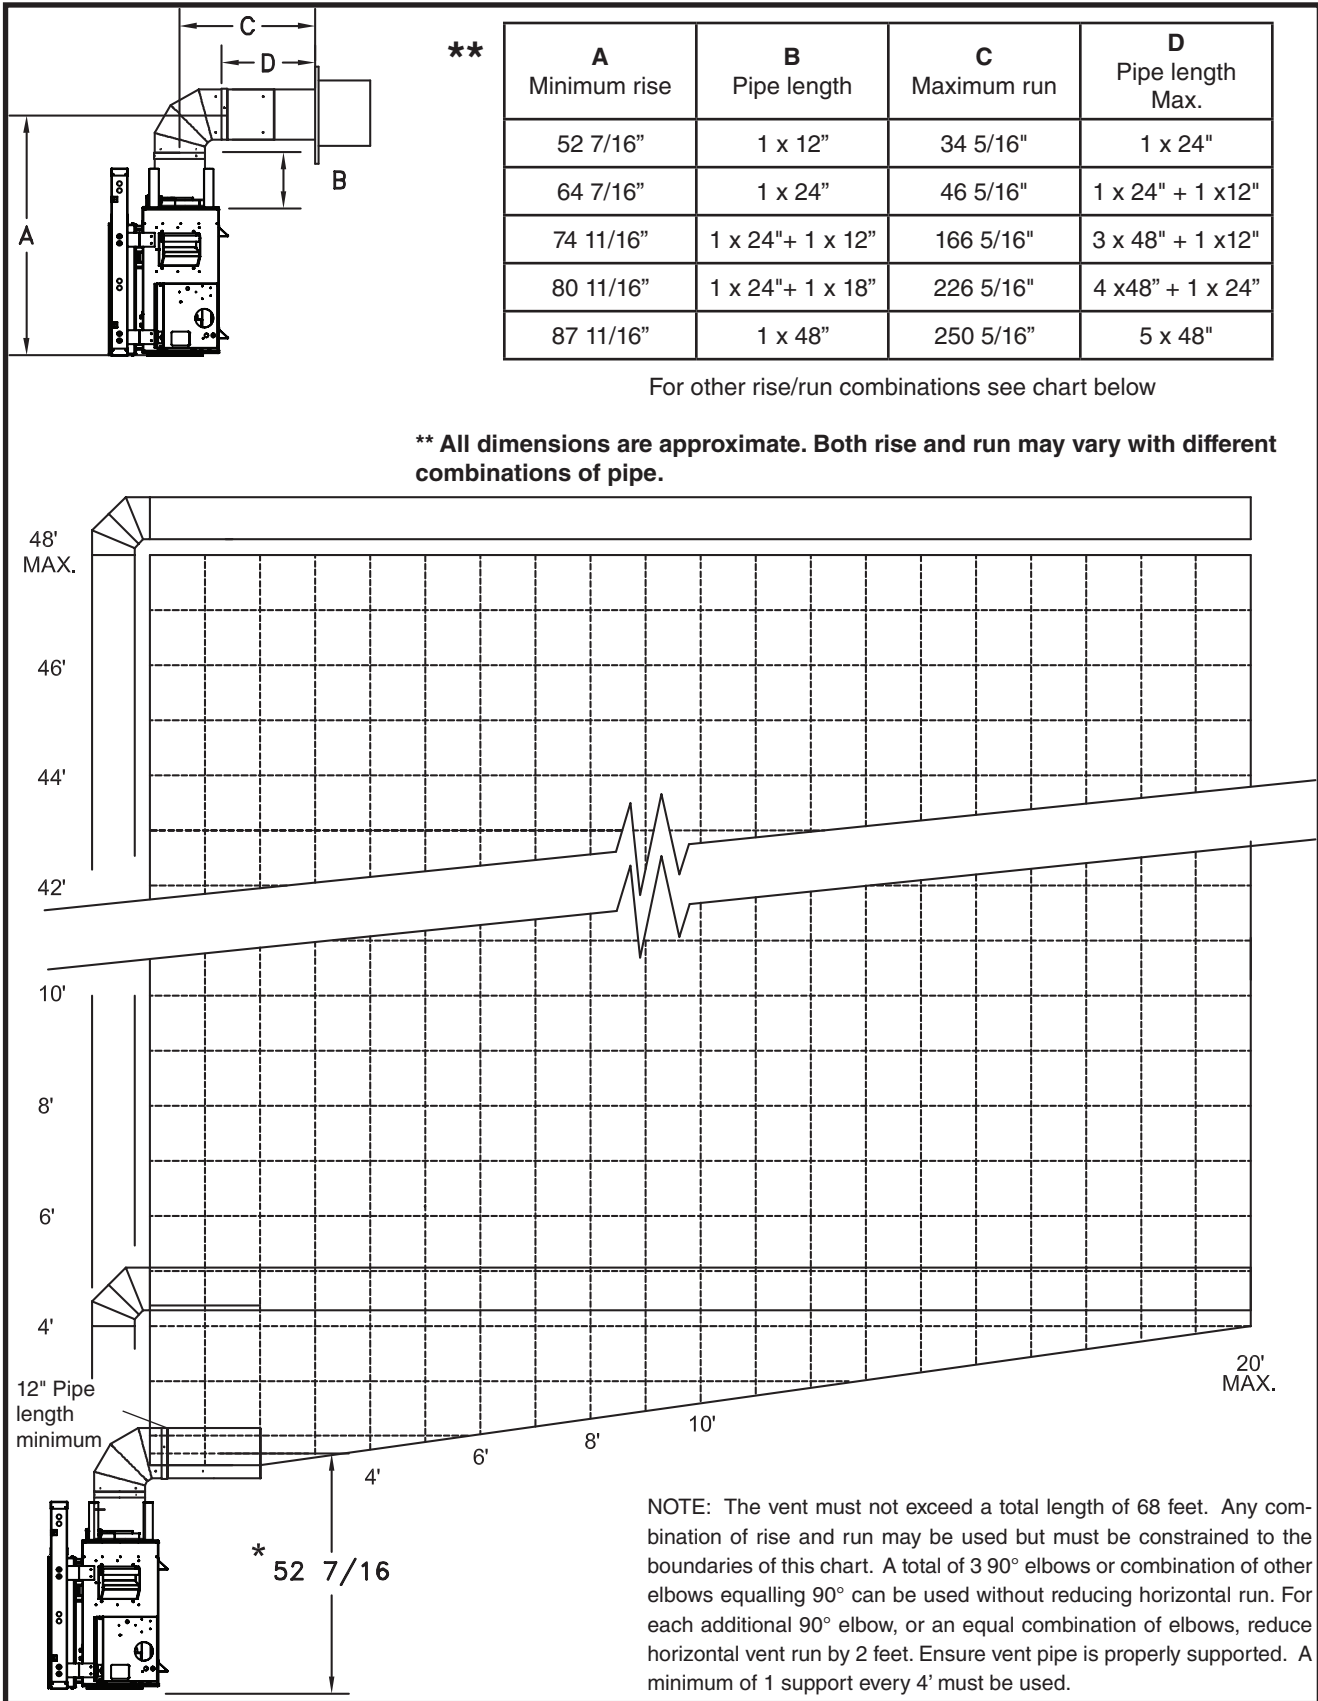 C
D
B
A
**
A B C D
Minimum rise Pipe length Maximum run Pipe length
Max.
52 7/16” 1 x 12” 34 5/16" 1 x 24"
64 7/16” 1 x 24” 46 5/16" 1 x 24" + 1 x12"
74 11/16” 1 x 24"+ 1 x 12” 166 5/16" 3 x 48" + 1 x12"
80 11/16” 1 x 24"+ 1 x 18” 226 5/16" 4 x48” + 1 x 24”
87 11/16” 1 x 48” 250 5/16” 5 x 48"
For other rise/run combinations see chart below
** All dimensions are approximate. Both rise and run may vary with different
combinations of pipe.
48'
MAX.
46'
44'
42'
10'
8'
6'
4'
12" Pipe
length
minimum
4'
6'
8'
10'
20'
MAX.
* 52 7/16
NOTE: The vent must not exceed a total length of 68 feet. Any com-
bination of rise and run may be used but must be constrained to the
boundaries of this chart. A total of 3 90° elbows or combination of other
elbows equalling 90° can be used without reducing horizontal run. For
each additional 90° elbow, or an equal combination of elbows, reduce
horizontal vent run by 2 feet. Ensure vent pipe is properly supported. A
minimum of 1 support every 4’ must be used.